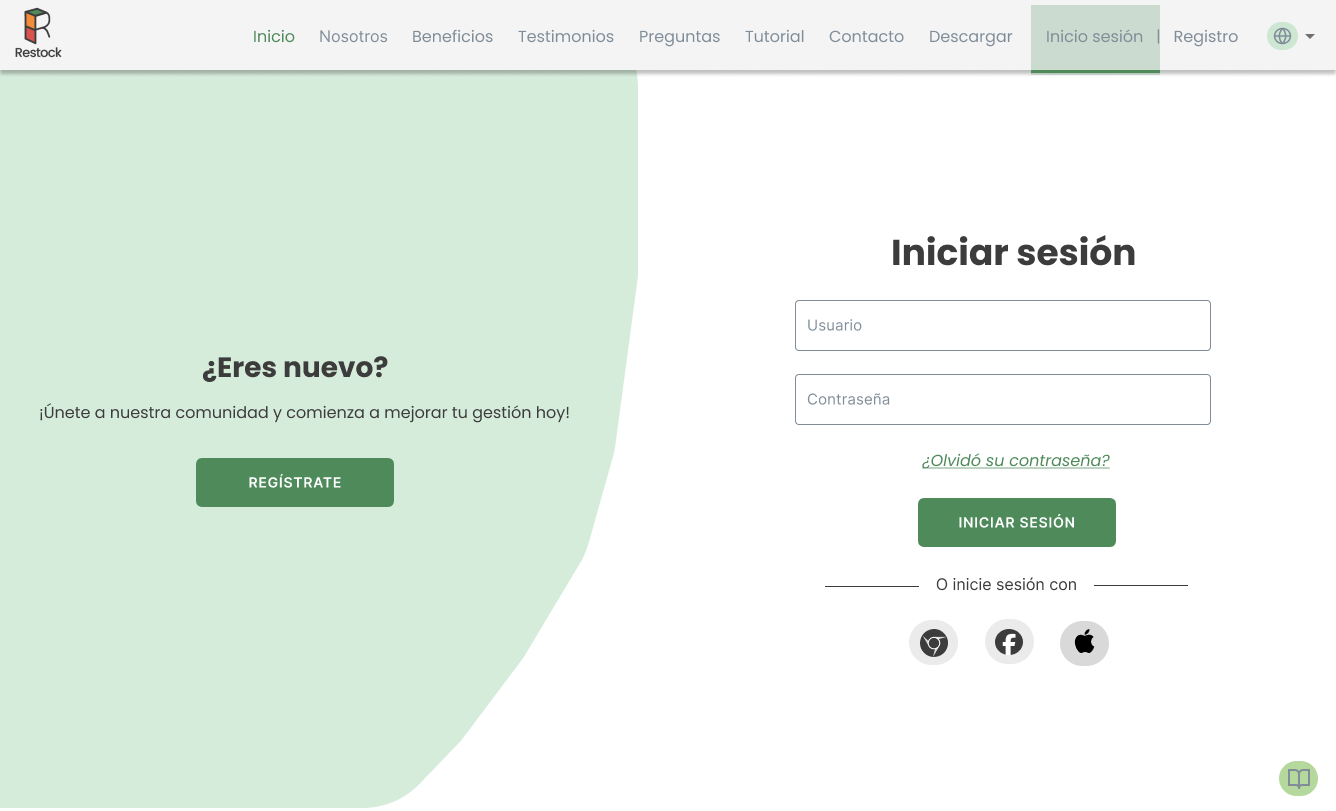 Restock
Inicio Nosotros Beneficios Testimonios Preguntas Tutorial Contacto Descargar Inicio sesión | Registro
Iniciar sesión
Usuario
Contraseña
¿Olvidó su contraseña?
INICIAR SESIÓN
O inicie sesión con
¿Eres nuevo?
¡Únete a nuestra comunidad y comienza a mejorar tu gestión hoy!
REGÍSTRATE